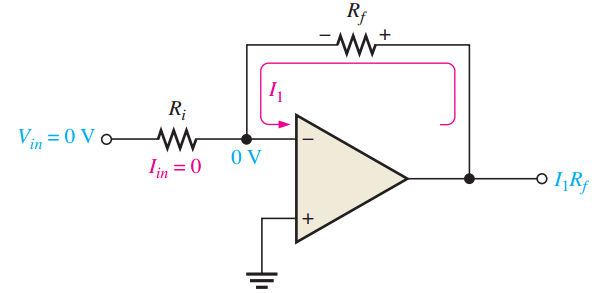 R_f
− +
I_1
R_i
V_in = 0 V
−
I_in = 0
0 V
I_1R_f
+